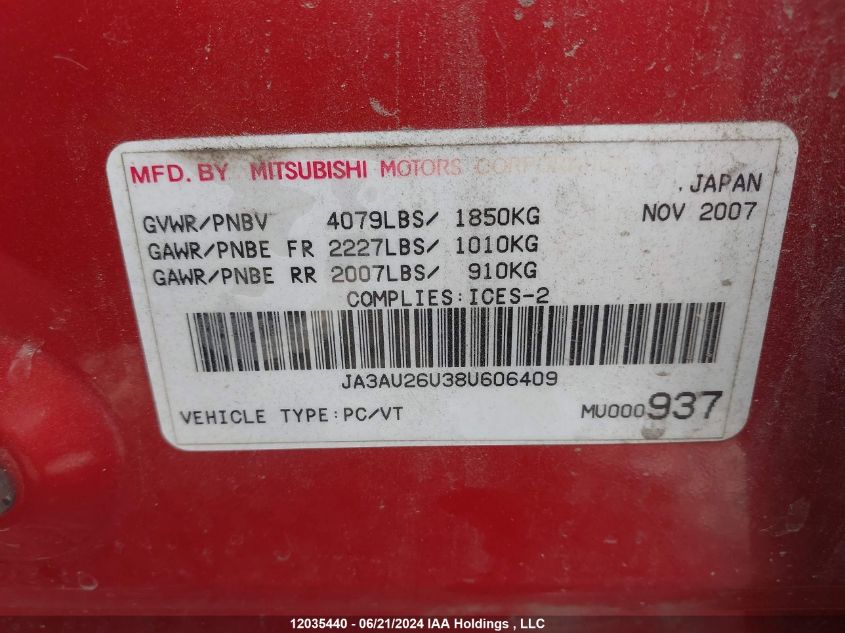 MFD. BY MITSUBISHI MOTORS CORPORATION
, JAPAN
GVWR/PNBV 4079LBS/ 1850KG NOV 2007
GAWR/PNBE FR 2227LBS/ 1010KG
GAWR/PNBE RR 2007LBS/ 910KG
COMPLIES:ICES-2
JA3AU26U38U606409
VEHICLE TYPE:PC/VT MU000937
12035440 - 06/21/2024 IAA Holdings , LLC